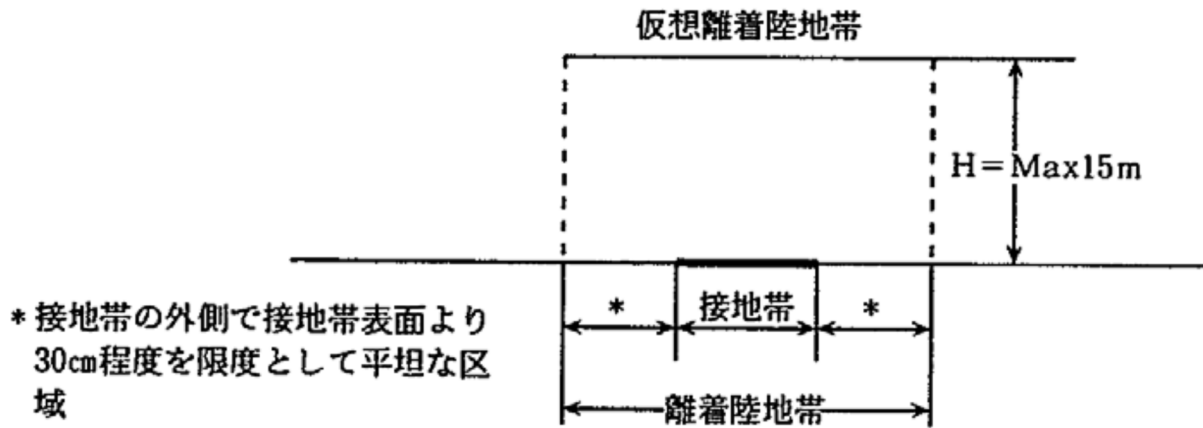 仮想離着陸地帯
H=Max15m
* 接地帯 *
*接地帯の外側で接地帯表面より
30㎝程度を限度として平坦な区
域
離着陸地帯